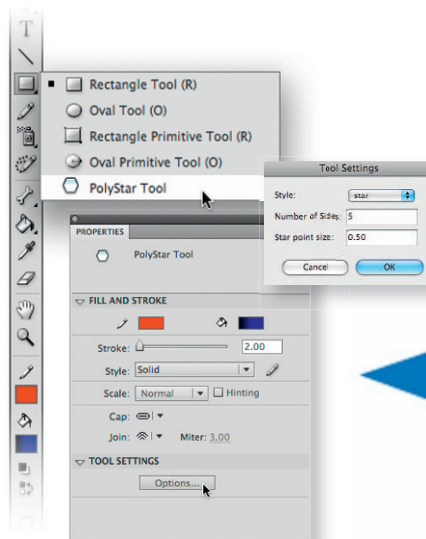 T
Rectangle Tool (R)
Oval Tool (O)
Rectangle Primitive Tool (R)
Oval Primitive Tool (O)
PolyStar Tool
Tool Settings
Style: star
Number of Sides: 5
Star point size: 0.50
Cancel OK
PROPERTIES
PolyStar Tool
FILL AND STROKE
Stroke: 2.00
Style: Solid
Scale: Normal Hinting
Cap:
Join: Miter: 3.00
TOOL SETTINGS
Options...